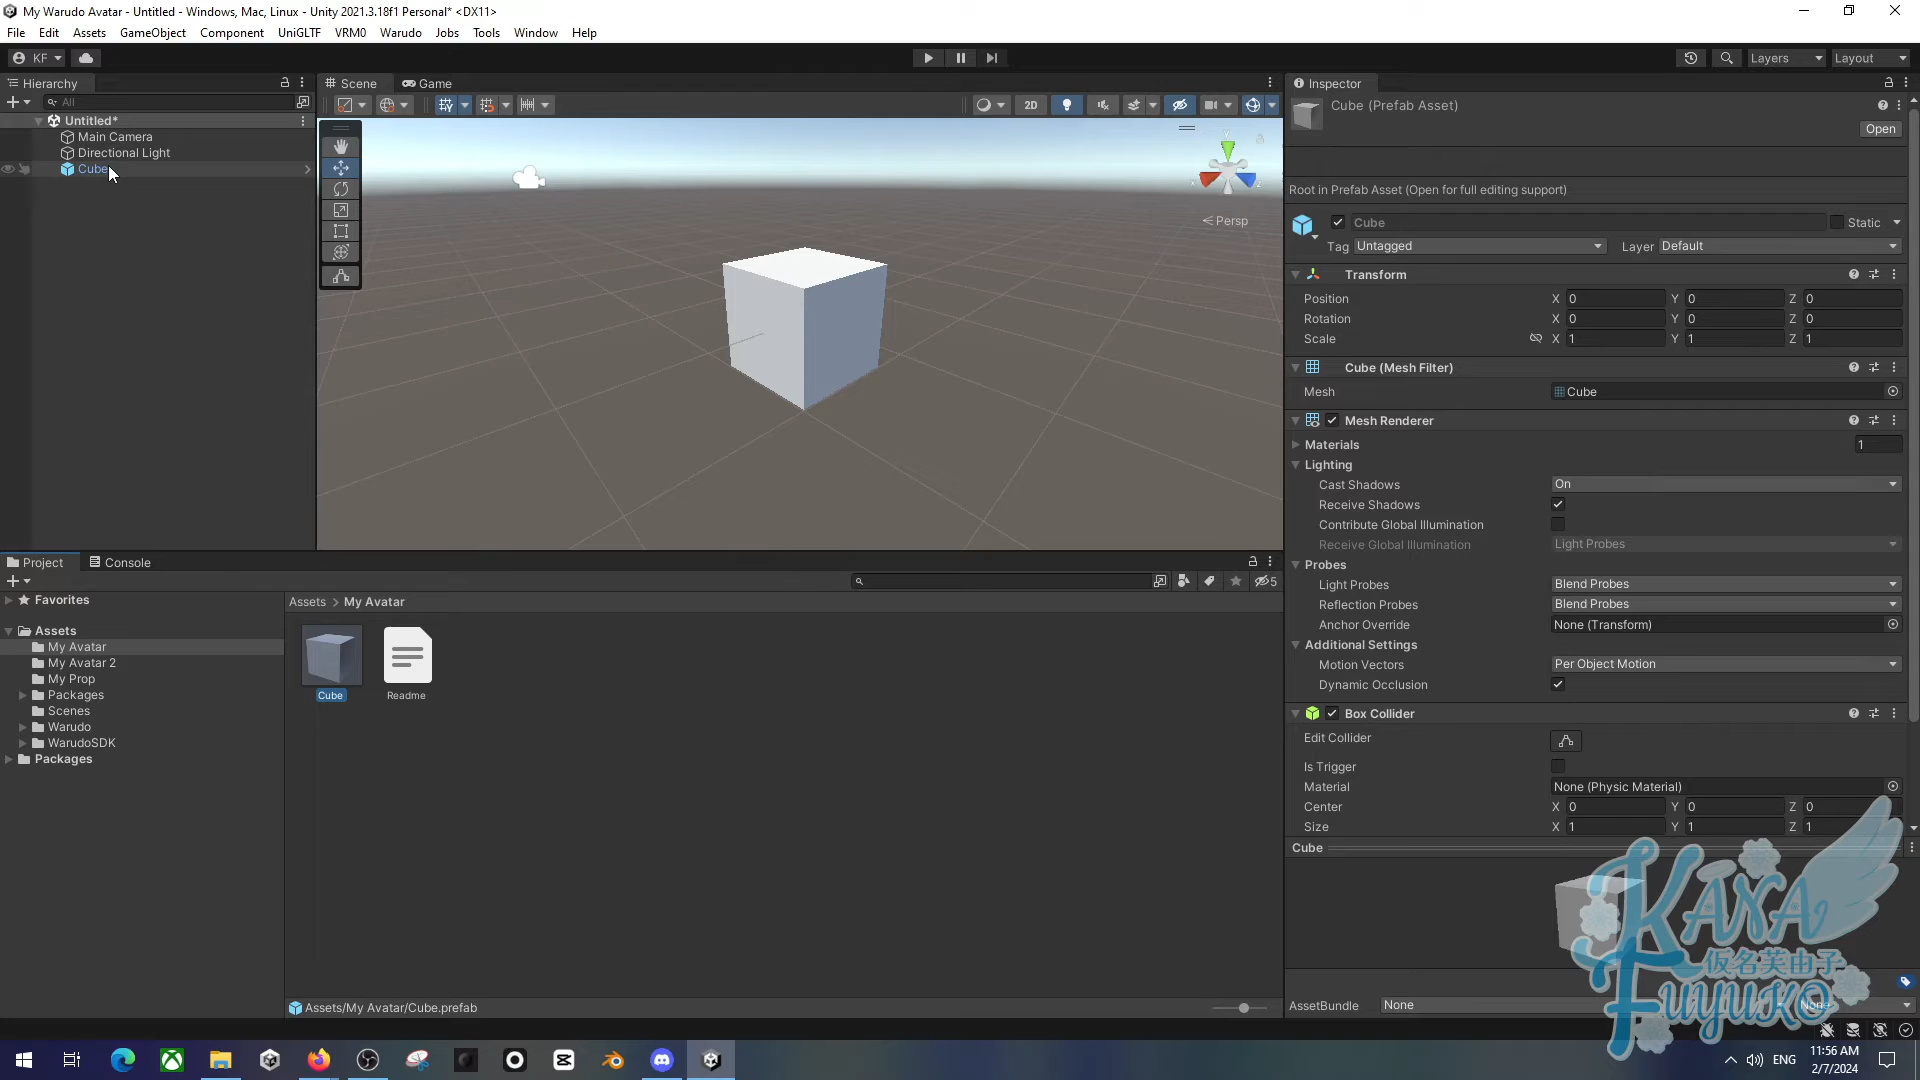 My Warudo Avatar - Untitled - Windows, Mac, Linux - Unity 2021.3.18f1 Personal* <DX11>
File Edit Assets GameObject Component UniGLTF VRM0 Warudo Jobs Tools Window Help
KF Layers Layout
Hierarchy
All
Untitled*
Main Camera
Directional Light
Cube
Scene Game
2D
Persp
Inspector
Cube (Prefab Asset)
Open
Root in Prefab Asset (Open for full editing support)
Cube Static
Tag Untagged Layer Default
Transform
Position X 0 Y 0 Z 0
Rotation X 0 Y 0 Z 0
Scale X 1 Y 1 Z 1
Cube (Mesh Filter)
Mesh Cube
Mesh Renderer
Materials 1
Lighting
Cast Shadows On
Receive Shadows
Contribute Global Illumination
Receive Global Illumination Light Probes
Probes
Light Probes Blend Probes
Reflection Probes Blend Probes
Anchor Override None (Transform)
Additional Settings
Motion Vectors Per Object Motion
Dynamic Occlusion
Box Collider
Edit Collider
Is Trigger
Material None (Physic Material)
Center X 0 Y 0 Z 0
Size X 1 Y 1 Z 1
Cube
AssetBundle None None
Project Console
5
Favorites
Assets
My Avatar
My Avatar 2
My Prop
Packages
Scenes
Warudo
WarudoSDK
Packages
Assets > My Avatar
Cube Readme
Assets/My Avatar/Cube.prefab
KANA
仮名芙由子
FUYUKO
ENG
11:56 AM
2/7/2024